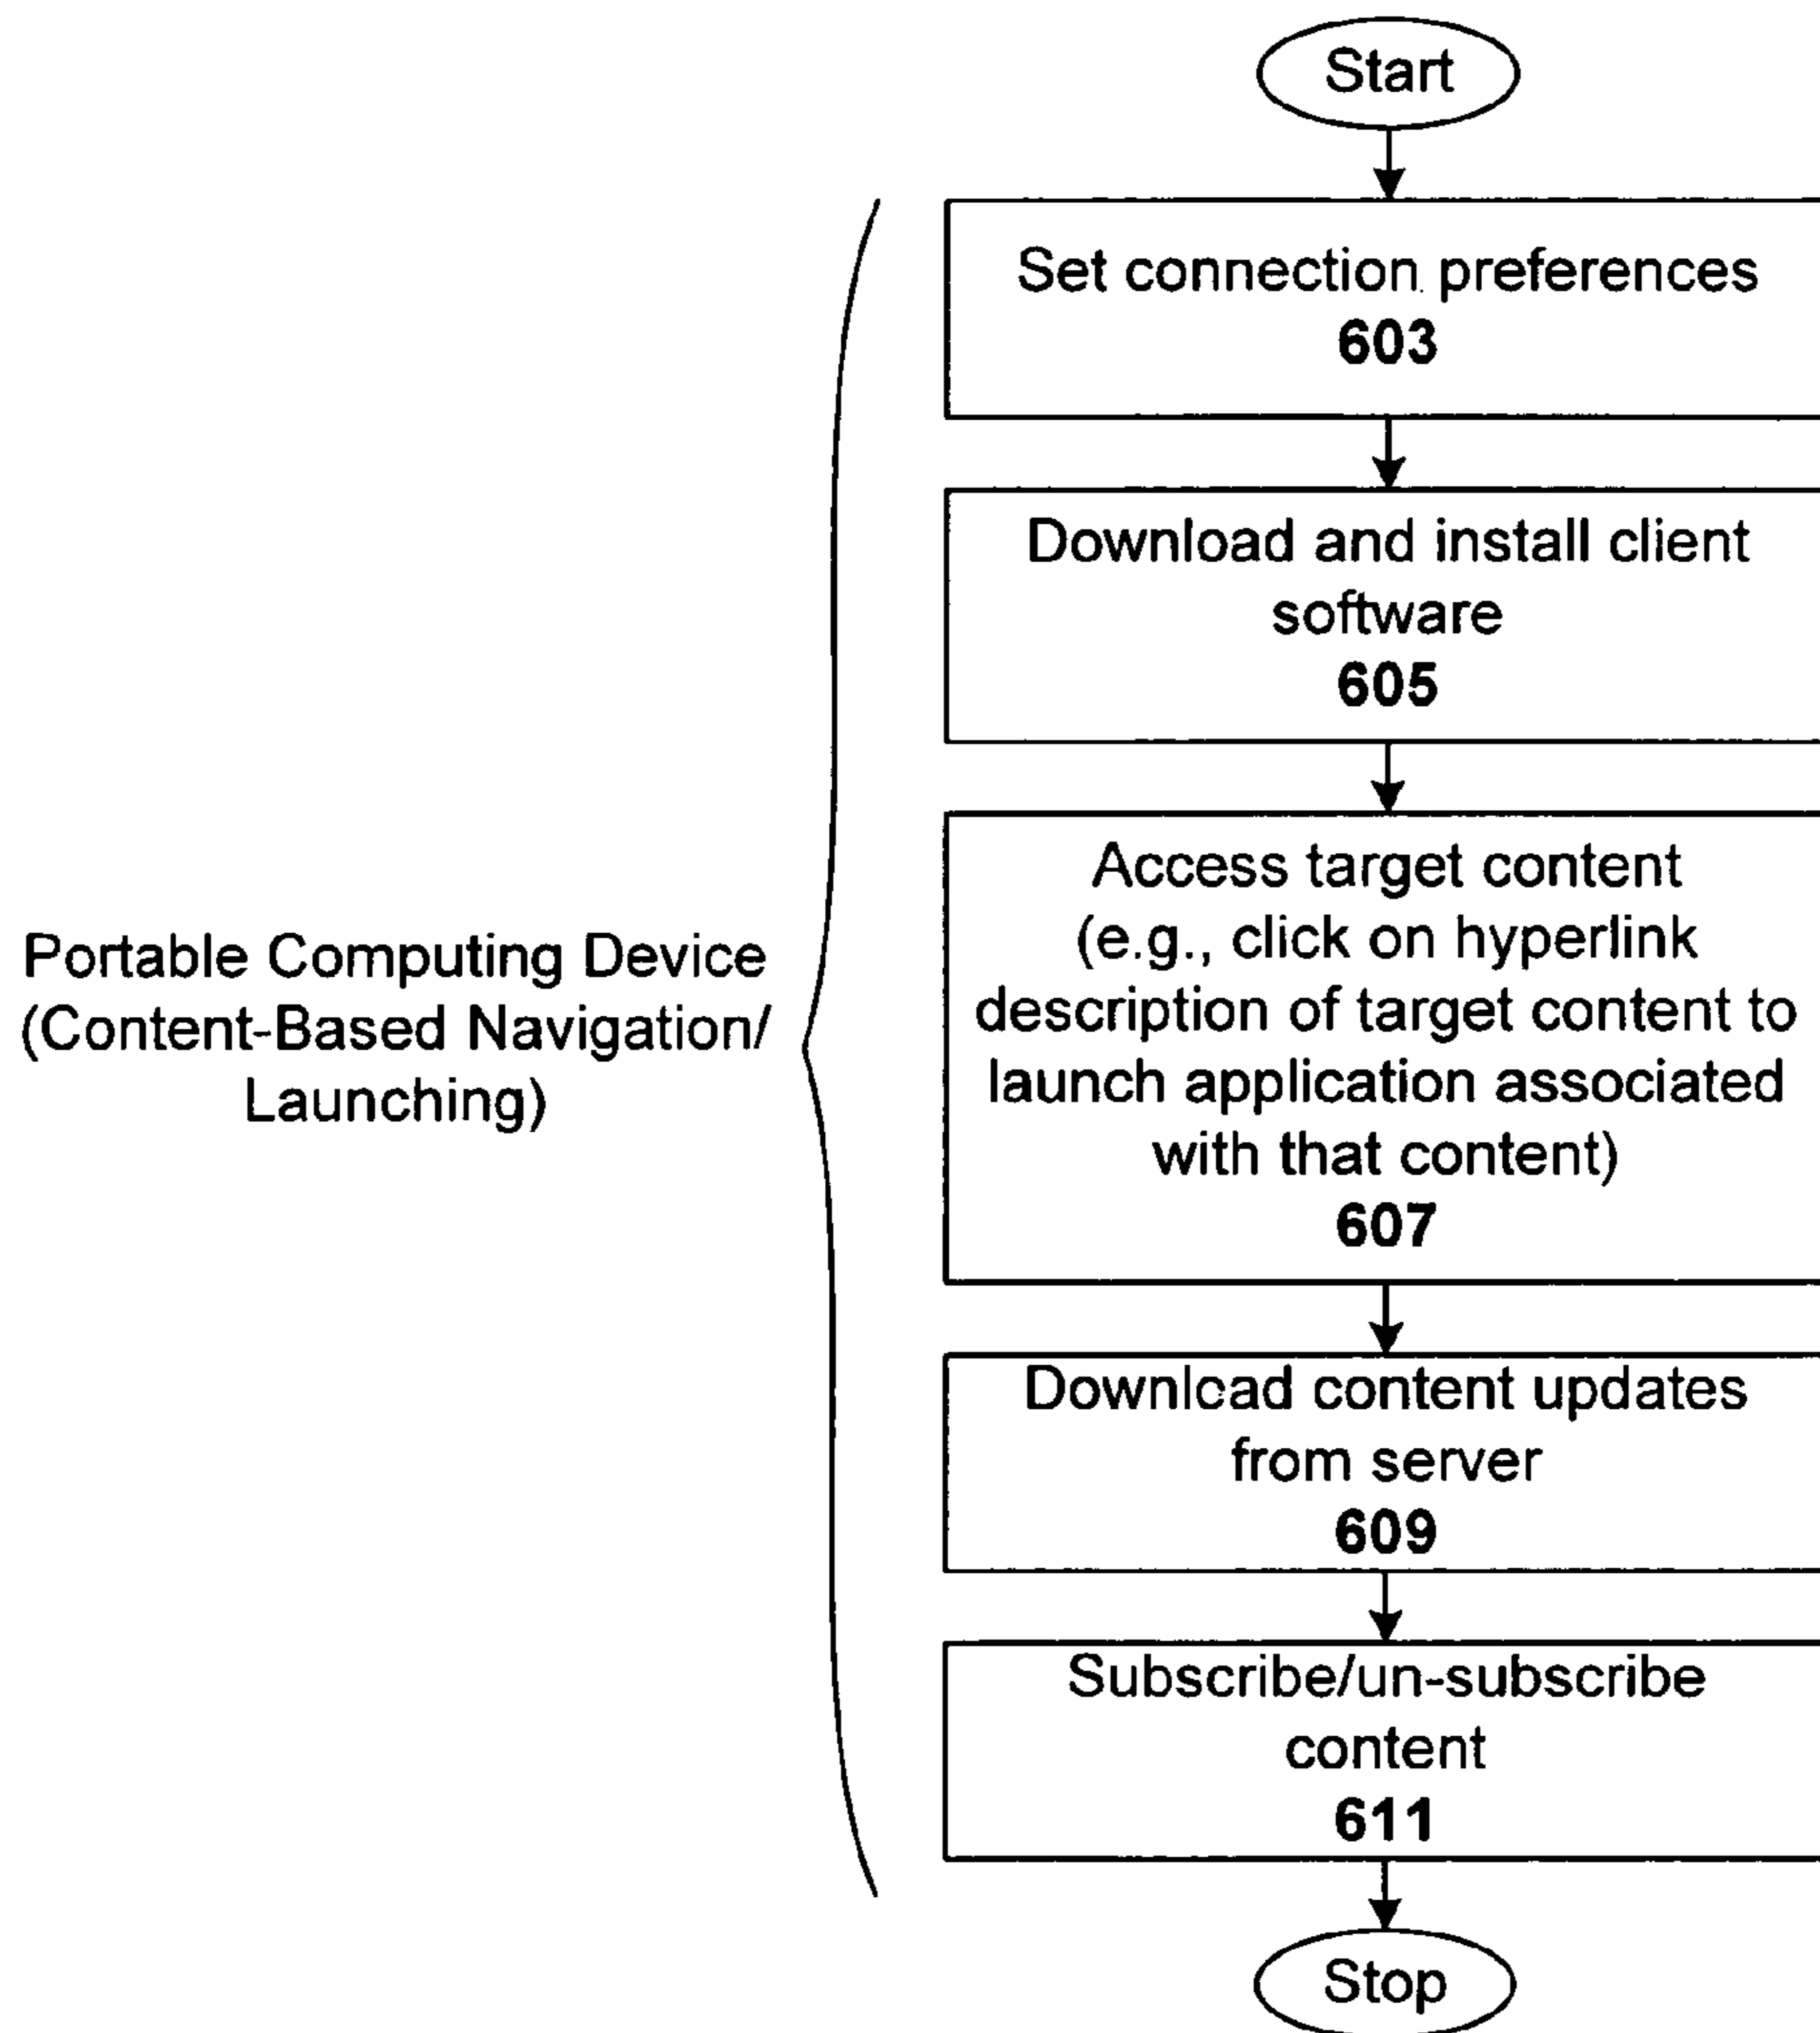 Start
Set connection preferences
603
Download and install client
software
605
Access target content
(e.g., click on hyperlink
description of target content to
launch application associated
with that content)
607
Portable Computing Device
(Content-Based Navigation/
Launching)
Download content updates
from server
609
Subscribe/un-subscribe
content
611
Stop